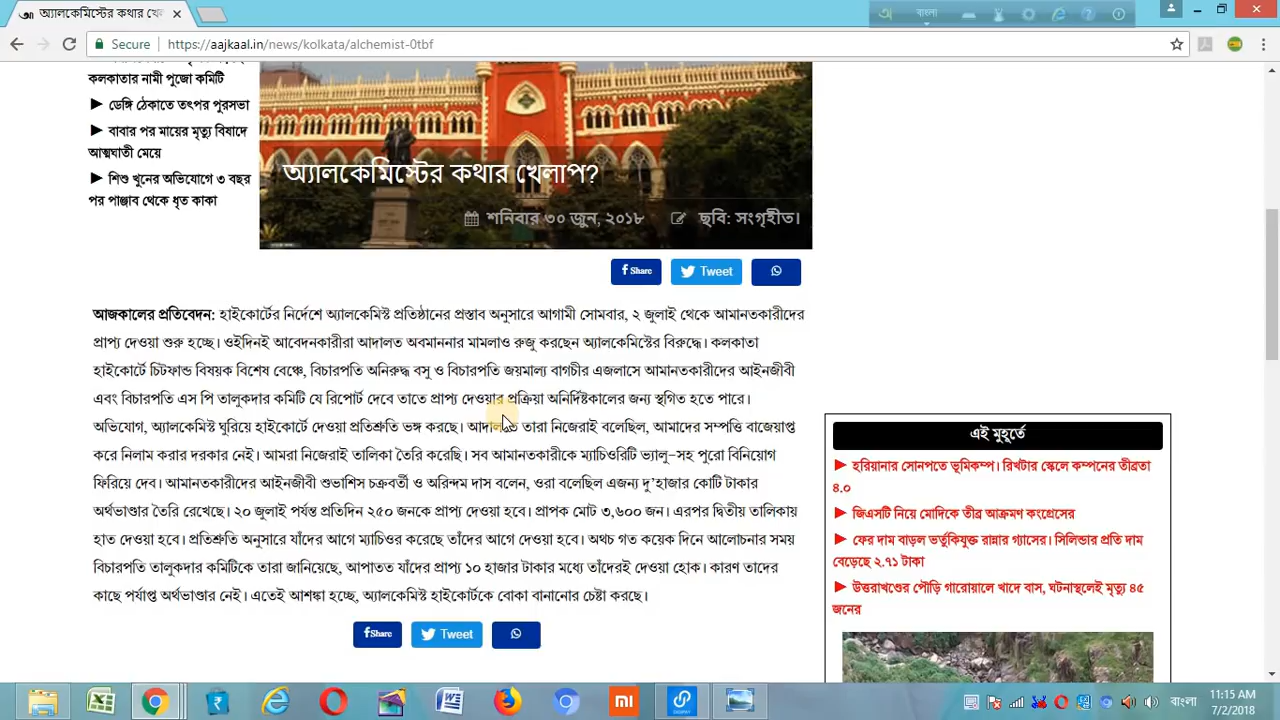 অ্যালকেমিস্টের কথার খেল
বাংলা
Secure
https://aajkaal.in/news/kolkata/alchemist-0tbf
কলকাতার নামী পুজো কমিটি
► ডেঙ্গি ঠেকাতে তৎপর পুরসভা
► বাবার পর মায়ের মৃত্যু বিষাদে
আত্মঘাতী মেয়ে
► শিশু খুনের অভিযোগে ৩ বছর
পর পাঞ্জাব থেকে ধৃত কাকা
অ্যালকেমিস্টের কথার খেলাপ?
শনিবার ৩০ জুন, ২০১৮ ছবি: সংগৃহীত।
Share Tweet
আজকালের প্রতিবেদন: হাইকোর্টের নির্দেশে অ্যালকেমিস্ট প্রতিষ্ঠানের প্রস্তাব অনুসারে আগামী সোমবার, ২ জুলাই থেকে আমানতকারীদের
প্রাপ্য দেওয়া শুরু হচ্ছে। ওইদিনই আবেদনকারীরা আদালত অবমাননার মামলাও রুজু করছেন অ্যালকেমিস্টের বিরুদ্ধে। কলকাতা
হাইকোর্টে চিটফান্ড বিষয়ক বিশেষ বেঞ্চে, বিচারপতি অনিরুদ্ধ বসু ও বিচারপতি জয়মাল্য বাগচীর এজলাসে আমানতকারীদের আইনজীবী
এবং বিচারপতি এস পি তালুকদার কমিটি যে রিপোর্ট দেবে তাতে প্রাপ্য দেওয়ার প্রক্রিয়া অনির্দিষ্টকালের জন্য স্থগিত হতে পারে।
অভিযোগ, অ্যালকেমিস্ট ঘুরিয়ে হাইকোর্টে দেওয়া প্রতিশ্রুতি ভঙ্গ করছে। আদালতে তারা নিজেরাই বলেছিল, আমাদের সম্পত্তি বাজেয়াপ্ত
করে নিলাম করার দরকার নেই। আমরা নিজেরাই তালিকা তৈরি করেছি। সব আমানতকারীকে ম্যাচিওরিটি ভ্যালু-সহ পুরো বিনিয়োগ
ফিরিয়ে দেব। আমানতকারীদের আইনজীবী শুভাশিস চক্রবর্তী ও অরিন্দম দাস বলেন, ওরা বলেছিল এজন্য দু'হাজার কোটি টাকার
অর্থভাণ্ডার তৈরি রেখেছে। ২০ জুলাই পর্যন্ত প্রতিদিন ২৫০ জনকে প্রাপ্য দেওয়া হবে। প্রাপক মোট ৩,৬০০ জন। এরপর দ্বিতীয় তালিকায়
হাত দেওয়া হবে। প্রতিশ্রুতি অনুসারে যাঁদের আগে ম্যাচিওর করেছে তাঁদের আগে দেওয়া হবে। অথচ গত কয়েক দিনে আলোচনার সময়
বিচারপতি তালুকদার কমিটিকে তারা জানিয়েছে, আপাতত যাঁদের প্রাপ্য ১০ হাজার টাকার মধ্যে তাঁদেরই দেওয়া হোক। কারণ তাদের
কাছে পর্যাপ্ত অর্থভাণ্ডার নেই। এতেই আশঙ্কা হচ্ছে, অ্যালকেমিস্ট হাইকোর্টকে বোকা বানানোর চেষ্টা করছে।
Share Tweet
এই মুহূর্তে
► হরিয়ানার সোনপতে ভূমিকম্প। রিখটার স্কেলে কম্পনের তীব্রতা
৪.০
► জিএসটি নিয়ে মোদিকে তীব্র আক্রমণ কংগ্রেসের
► ফের দাম বাড়ল ভর্তুকিযুক্ত রান্নার গ্যাসের। সিলিন্ডার প্রতি দাম
বেড়েছে ২.৭১ টাকা
► উত্তরাখণ্ডের পৌড়ি গারোয়ালে খাদে বাস, ঘটনাস্থলেই মৃত্যু ৪৫
জনের
বাংলা
11:15 AM
7/2/2018